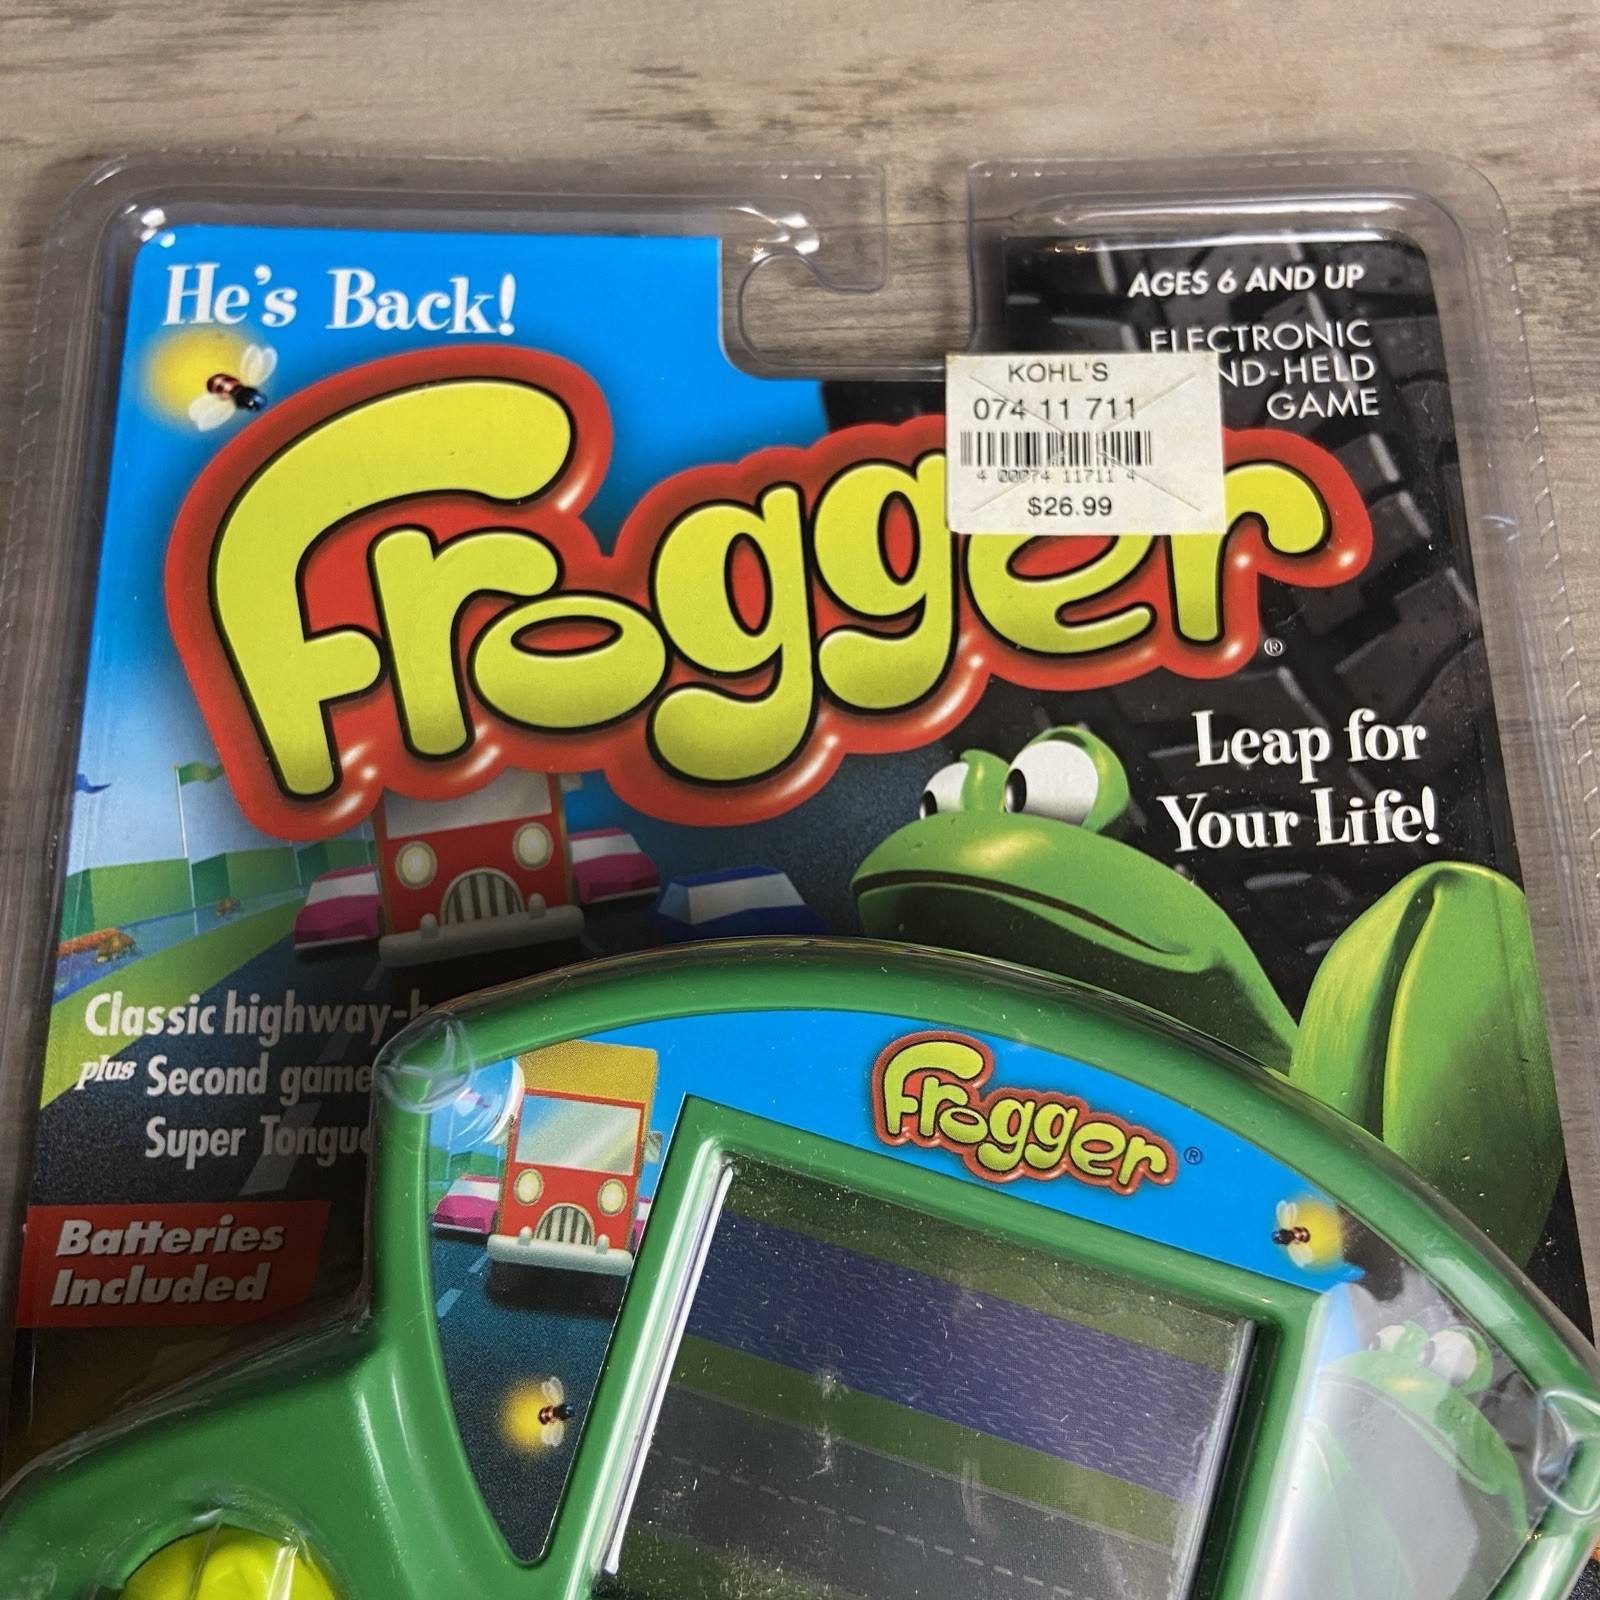 He's Back!
AGES 6 AND UP
ELECTRONIC
ND-HELD
GAME
KOHL'S
074 11 711
4 00074 11711 4
$26.99
Frogger®
Leap for
Your Life!
Classic highway-h
plus Second game
Super Tongue
Batteries
Included
Frogger®